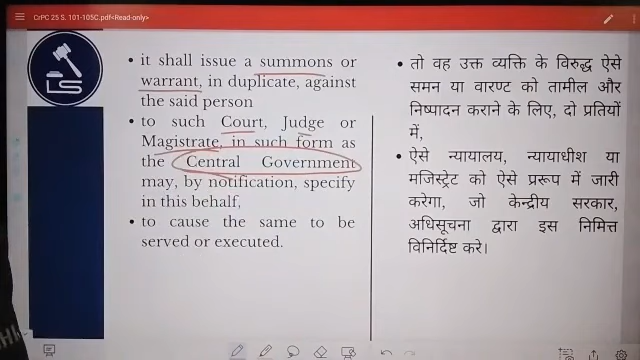 CrPC 25 S. 101-105C.pdf<Read-only>
LS
• it shall issue a summons or
warrant, in duplicate, against
the said person
• to such Court, Judge or
Magistrate, in such form as
the Central Government
may, by notification, specify
in this behalf,
• to cause the same to be
served or executed.
• तो वह उक्त व्यक्ति के विरुद्ध ऐसे
समन या वारण्ट को तामील और
निष्पादन कराने के लिए, दो प्रतियों
में,
• ऐसे न्यायालय, न्यायाधीश या
मजिस्ट्रेट को ऐसे प्ररूप में जारी
करेगा, जो केन्द्रीय सरकार,
अधिसूचना द्वारा इस निमित्त
विनिर्दिष्ट करे।